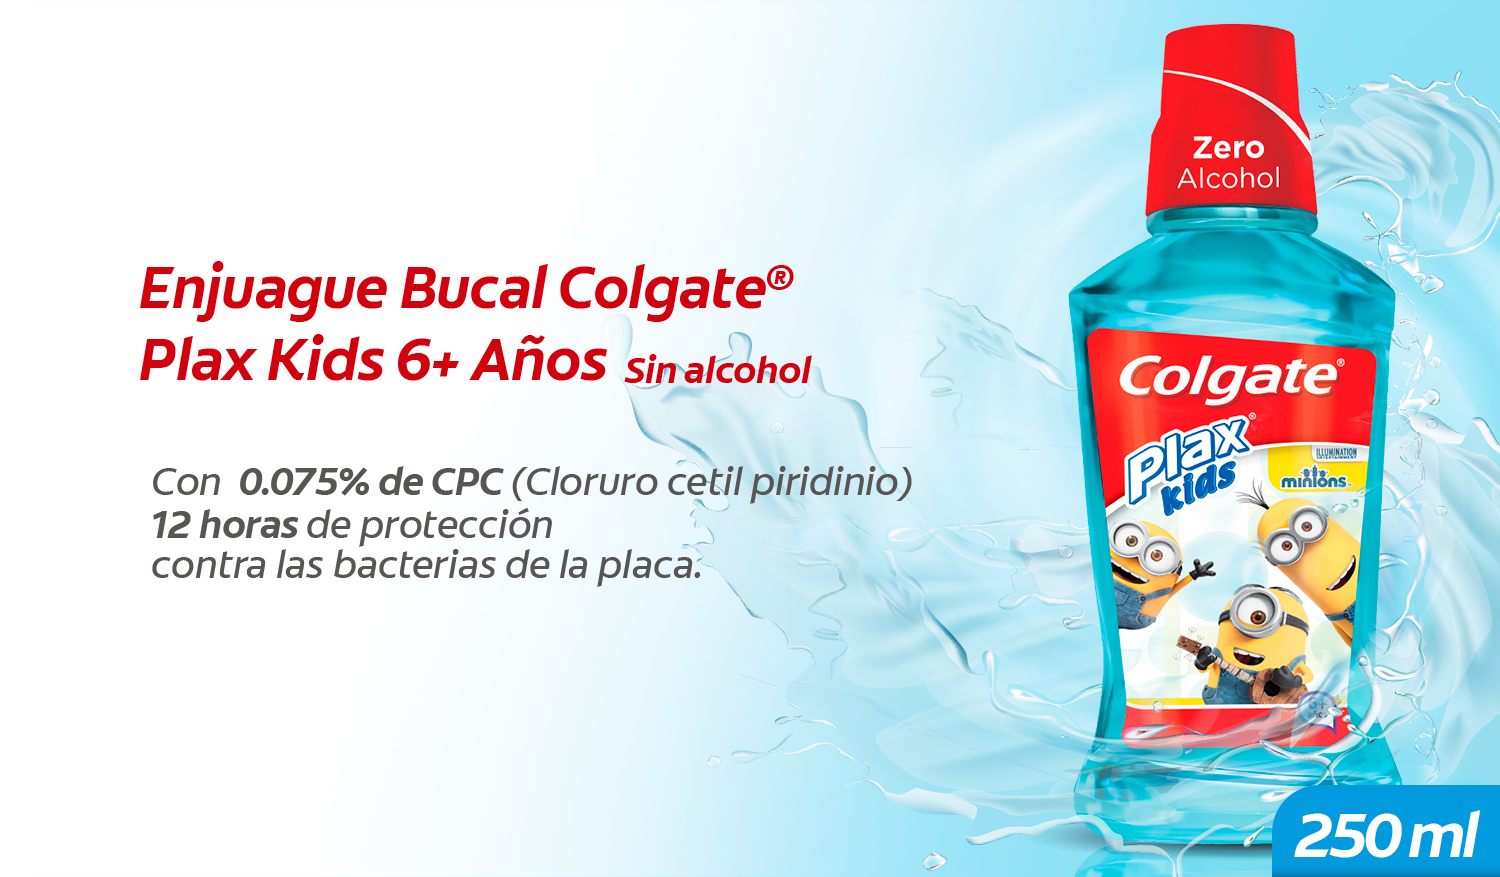 Enjuague Bucal Colgate®
Plax Kids 6+ Años Sin alcohol
Con 0.075% de CPC (Cloruro cetil piridinio)
12 horas de protección
contra las bacterias de la placa.
Zero
Alcohol
Colgate®
Plax®
kids
ILLUMINATION
ENTERTAINMENT
minions
250 ml